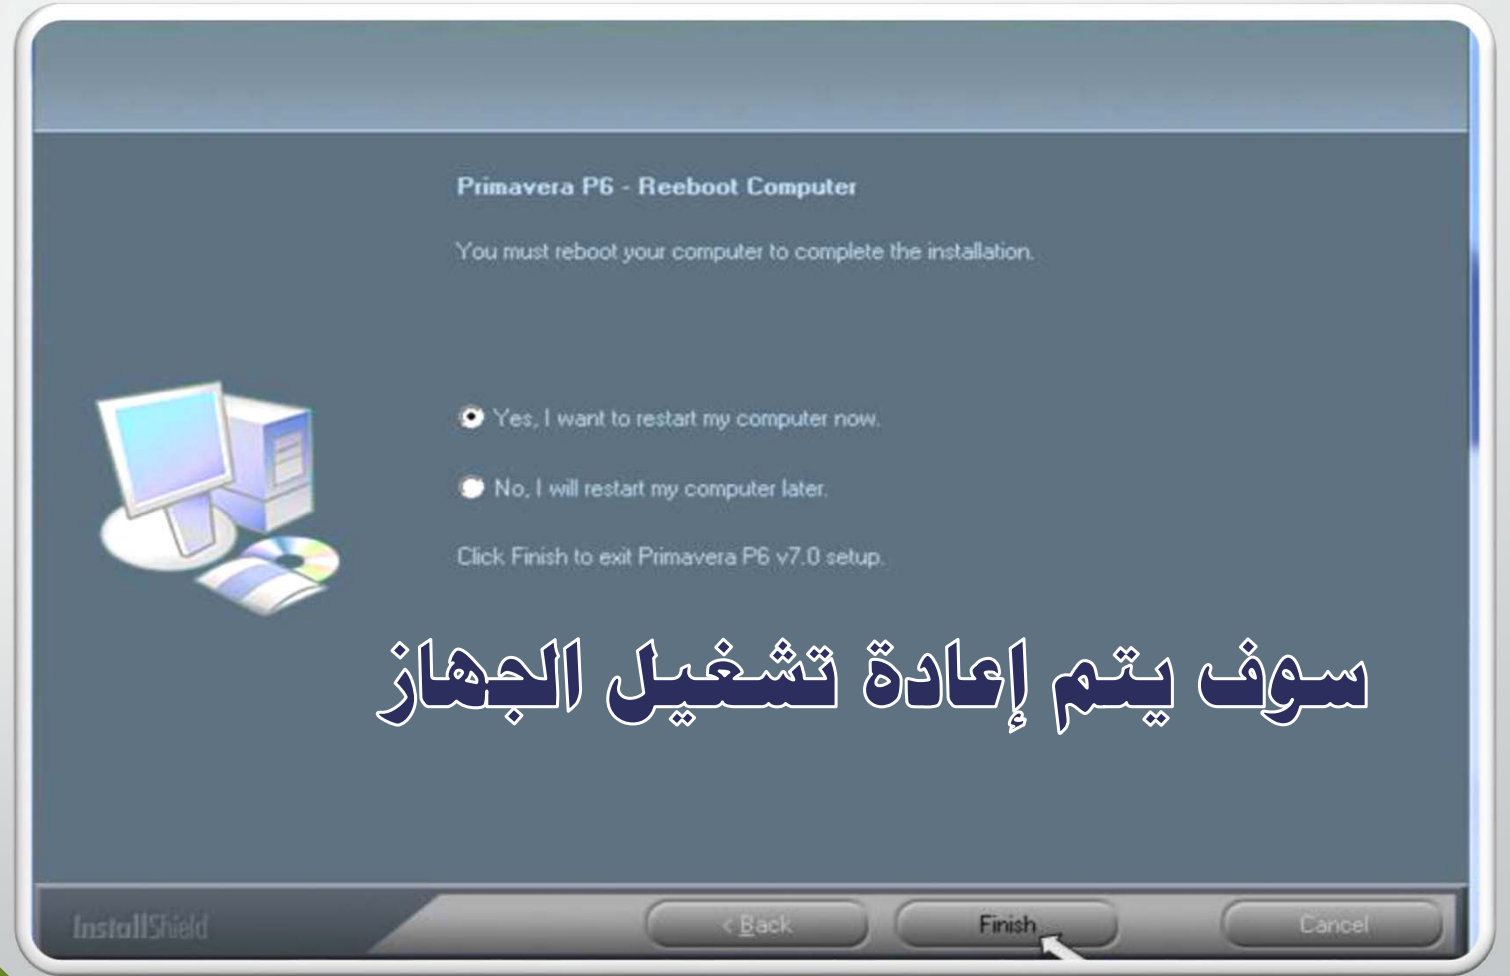 Primavera P6 - Reeboot Computer
You must reboot your computer to complete the installation.
Yes, I want to restart my computer now.
No, I will restart my computer later.
Click Finish to exit Primavera P6 v7.0 setup.
سوف يتم إعادة تشغيل الجهاز
InstallShield
< Back
Finish
Cancel